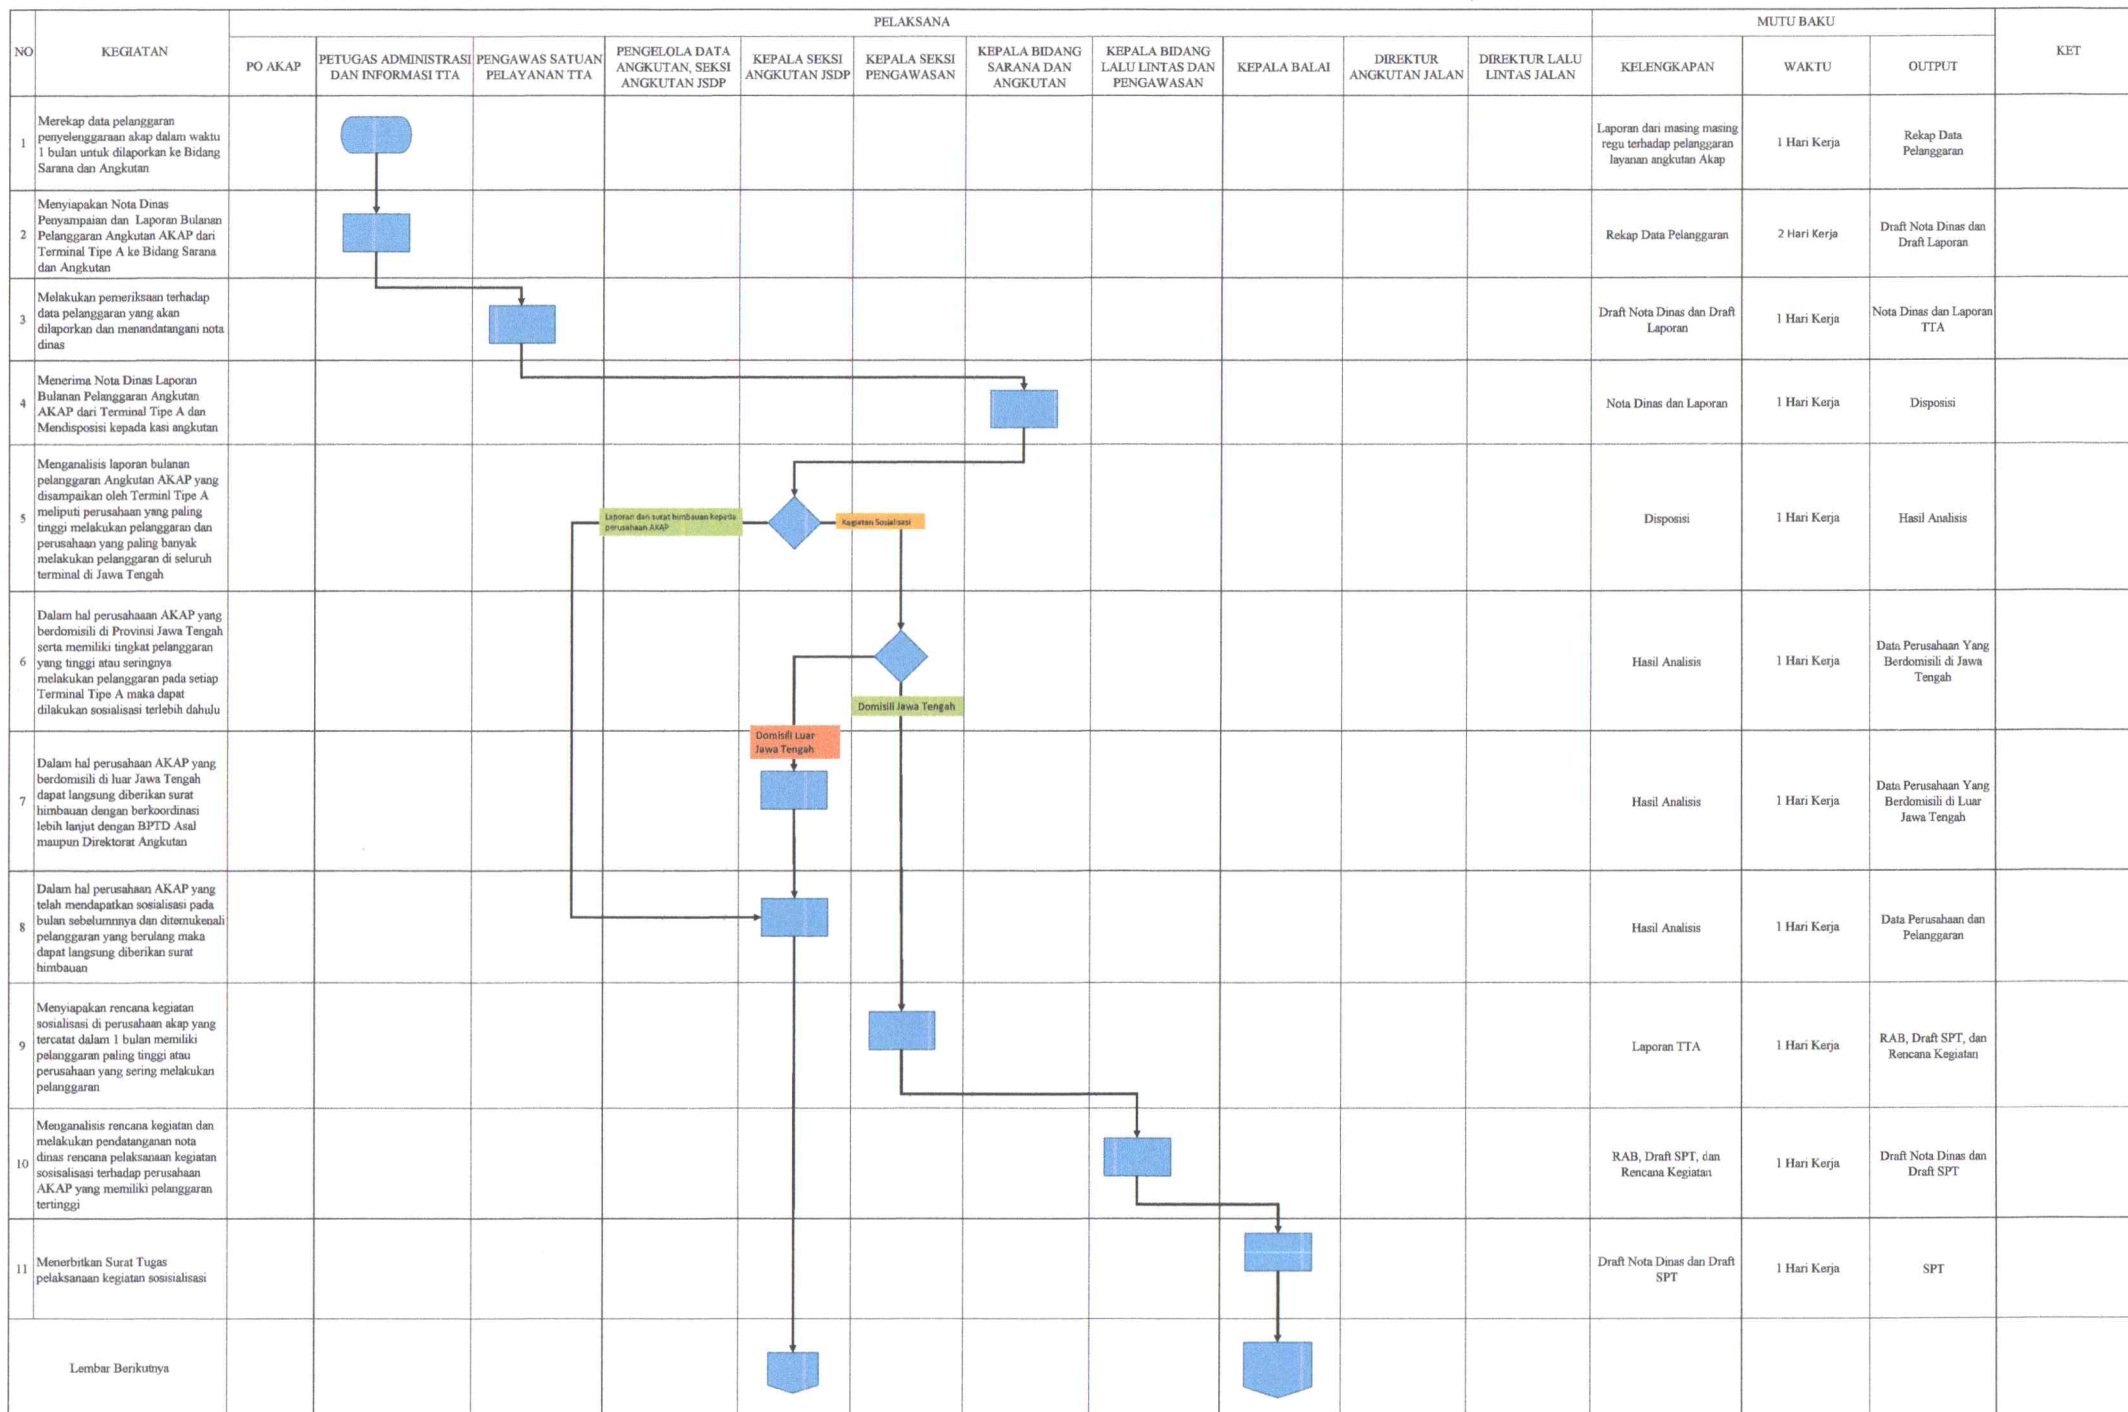 NO
KEGIATAN
PELAKSANA
MUTU BAKU
KET
PO AKAP
PETUGAS ADMINISTRASI
DAN INFORMASI TTA
PENGAWAS SATUAN
PELAYANAN TTA
PENGELOLA DATA
ANGKUTAN, SEKSI
ANGKUTAN JSDP
KEPALA SEKSI
ANGKUTAN JSDP
KEPALA SEKSI
PENGAWASAN
KEPALA BIDANG
SARANA DAN
ANGKUTAN
KEPALA BIDANG
LALU LINTAS DAN
PENGAWASAN
KEPALA BALAI
DIREKTUR
ANGKUTAN JALAN
DIREKTUR LALU
LINTAS JALAN
KELENGKAPAN
WAKTU
OUTPUT
1
Merekap data pelanggaran
penyelenggaraan akap dalam waktu
1 bulan untuk dilaporkan ke Bidang
Sarana dan Angkutan
Laporan dari masing masing
regu terhadap pelanggaran
layanan angkutan Akap
1 Hari Kerja
Rekap Data
Pelanggaran
2
Menyiapakan Nota Dinas
Penyampaian dan Laporan Bulanan
Pelanggaran Angkutan AKAP dari
Terminal Tipe A ke Bidang Sarana
dan Angkutan
Rekap Data Pelanggaran
2 Hari Kerja
Draft Nota Dinas dan
Draft Laporan
3
Melakukan pemeriksaan terhadap
data pelanggaran yang akan
dilaporkan dan menandatangani nota
dinas
Draft Nota Dinas dan Draft
Laporan
1 Hari Kerja
Nota Dinas dan Laporan
TTA
4
Menerima Nota Dinas Laporan
Bulanan Pelanggaran Angkutan
AKAP dari Terminal Tipe A dan
Mendisposisi kepada kasi angkutan
Nota Dinas dan Laporan
1 Hari Kerja
Disposisi
5
Menganalisis laporan bulanan
pelanggaran Angkutan AKAP yang
disampaikan oleh Terminl Tipe A
meliputi perusahaan yang paling
tinggi melakukan pelanggaran dan
perusahaan yang paling banyak
melakukan pelanggaran di seluruh
terminal di Jawa Tengah
Laporan dan surat himbauan kepada
perusahaan AKAP
Kegiatan Sosialisasi
Disposisi
1 Hari Kerja
Hasil Analisis
6
Dalam hal perusahaaan AKAP yang
berdomisili di Provinsi Jawa Tengah
serta memiliki tingkat pelanggaran
yang tinggi atau seringnya
melakukan pelanggaran pada setiap
Terminal Tipe A maka dapat
dilakukan sosialisasi terlebih dahulu
Domisili Jawa Tengah
Hasil Analisis
1 Hari Kerja
Data Perusahaan Yang
Berdomisili di Jawa
Tengah
Domisili Luar
Jawa Tengah
7
Dalam hal perusahaan AKAP yang
berdomisili di luar Jawa Tengah
dapat langsung diberikan surat
himbauan dengan berkoordinasi
lebih lanjut dengan BPTD Asal
maupun Direktorat Angkutan
Hasil Analisis
1 Hari Kerja
Data Perusahaan Yang
Berdomisili di Luar
Jawa Tengah
8
Dalam hal perusahaan AKAP yang
telah mendapatkan sosialisasi pada
bulan sebelumnnya dan ditemukenali
pelanggaran yang berulang maka
dapat langsung diberikan surat
himbauan
Hasil Analisis
1 Hari Kerja
Data Perusahaan dan
Pelanggaran
9
Menyiapakan rencana kegiatan
sosialisasi di perusahaan akap yang
tercatat dalam 1 bulan memiliki
pelanggaran paling tinggi atau
perusahaan yang sering melakukan
pelanggaran
Laporan TTA
1 Hari Kerja
RAB, Draft SPT, dan
Rencana Kegiatan
10
Menganalisis rencana kegiatan dan
melakukan pendatanganan nota
dinas rencana pelaksanaan kegiatan
sosisalisasi terhadap perusahaan
AKAP yang memiliki pelanggaran
tertinggi
RAB, Draft SPT, dan
Rencana Kegiatan
1 Hari Kerja
Draft Nota Dinas dan
Draft SPT
11
Menerbitkan Surat Tugas
pelaksanaan kegiatan sosisialisasi
Draft Nota Dinas dan Draft
SPT
1 Hari Kerja
SPT
Lembar Berikutnya